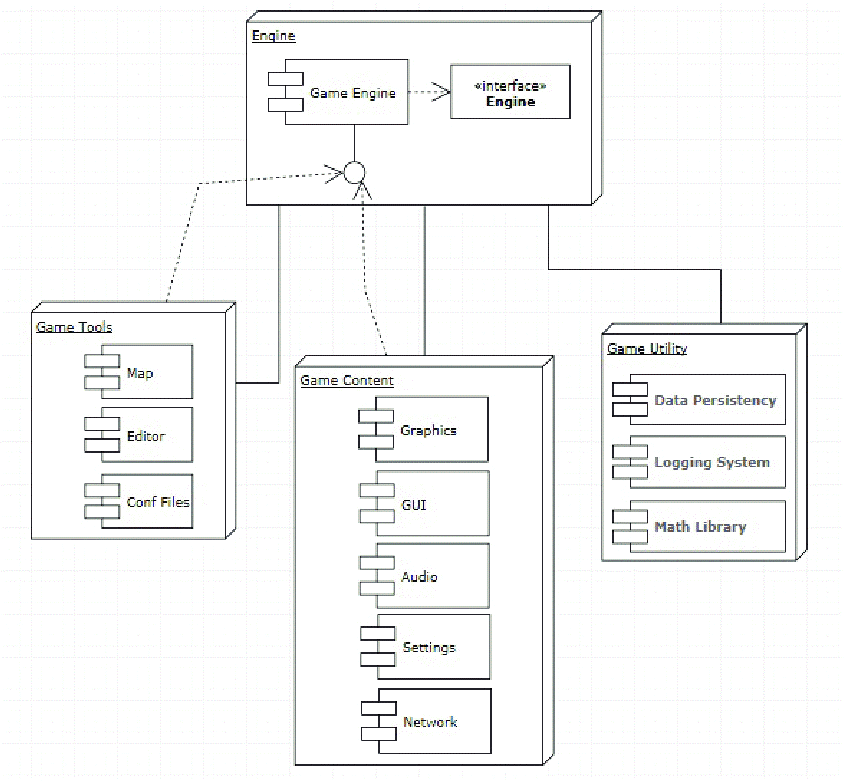 Engine
Game Engine
«interface»
Engine
Game Tools
Map
Editor
Conf Files
Game Content
Graphics
GUI
Audio
Settings
Network
Game Utility
Data Persistency
Logging System
Math Library